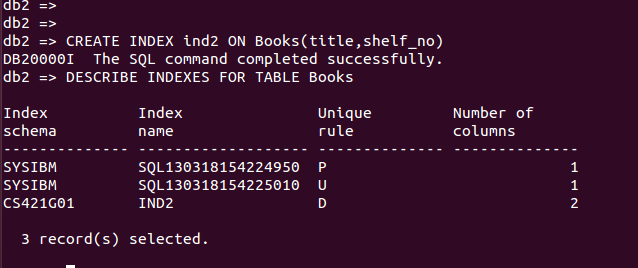 db2 =>
db2 =>
db2 => CREATE INDEX ind2 ON Books(title,shelf_no)
DB20000I  The SQL command completed successfully.
db2 => DESCRIBE INDEXES FOR TABLE Books
Index          Index               Unique         Number of
schema         name                rule           columns
-------------- ------------------- -------------- --------------
SYSIBM         SQL130318154224950  P                           1
SYSIBM         SQL130318154225010  U                           1
CS421G01       IND2                D                           2
  3 record(s) selected.